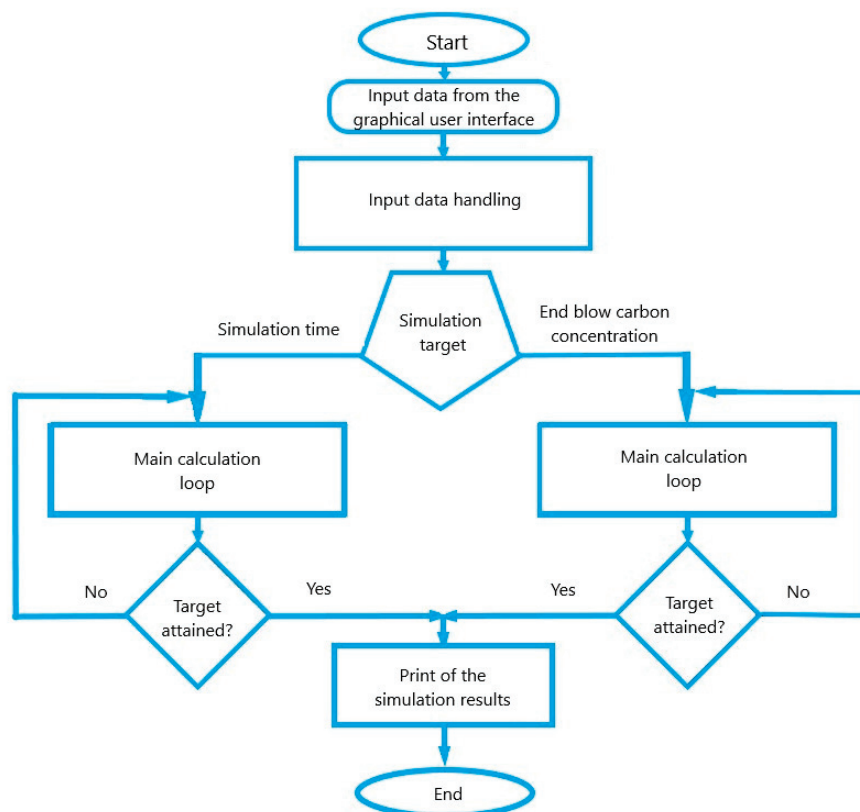 Start
Input data from the
graphical user interface
Input data handling
Simulation
target
Simulation time
End blow carbon
concentration
Main calculation
loop
Main calculation
loop
No
Target
attained?
Yes
Yes
Target
attained?
No
Print of the
simulation results
End